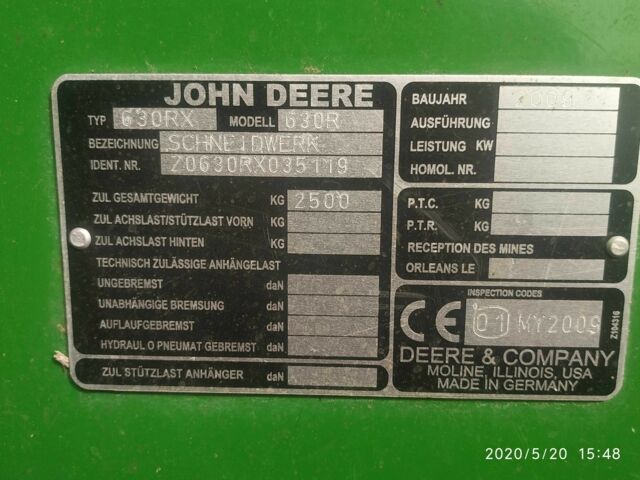 JOHN DEERE
TYP 630RX MODELL 630R
BEZEICHNUNG SCHNEIDWERK
IDENT. NR. Z0630RX035119
ZUL GESAMTGEWICHT KG 2500
ZUL ACHSLAST/STÜTZLAST VORN KG
ZUL ACHSLAST HINTEN KG
TECHNISCH ZULÄSSIGE ANHÄNGELAST
UNGEBREMST daN
UNABHÄNGIGE BREMSUNG daN
AUFLAUFGEBREMST daN
HYDRAUL O PNEUMAT GEBREMST daN
ZUL STÜTZLAST ANHÄNGER daN
BAUJAHR
AUSFÜHRUNG
LEISTUNG KW
HOMOL. NR.
P.T.C. KG
P.T.R. KG
RECEPTION DES MINES
ORLEANS LE
INSPECTION CODES
CE 01 MY2009
Z104316
DEERE & COMPANY
MOLINE, ILLINOIS, USA
MADE IN GERMANY
2020/5/20 15:48